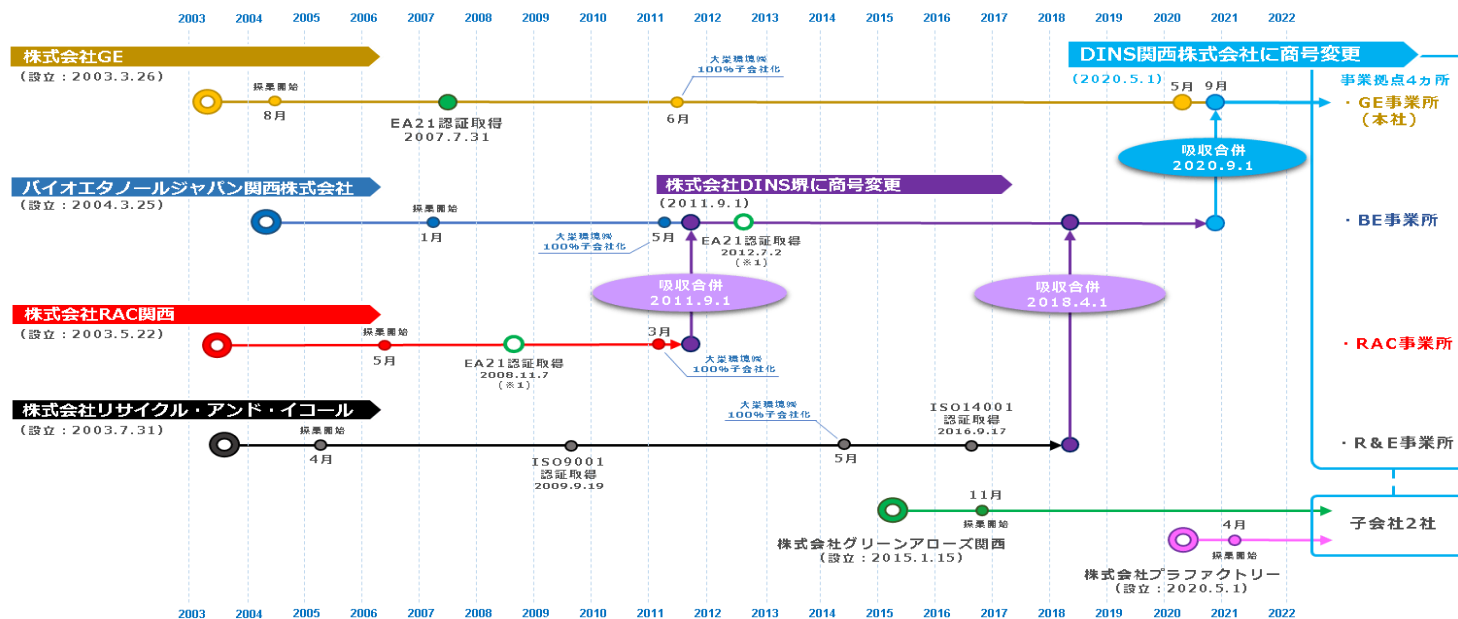 2003 2004 2005 2006 2007 2008 2009 2010 2011 2012 2013 2014 2015 2016 2017 2018 2019 2020 2021 2022
株式会社GE
(設立：2003.3.26)
操業開始
8月
EA21認証取得
2007.7.31
大栄環境㈱
100%子会社化
6月
DINS関西株式会社に商号変更
(2020.5.1)
5月 9月
事業拠点4ヵ所
・GE事業所
(本社)
吸収合併
2020.9.1
バイオエタノールジャパン関西株式会社
(設立：2004.3.25)
操業開始
1月
大栄環境㈱
100%子会社化
5月
株式会社DINS堺に商号変更
(2011.9.1)
EA21認証取得
2012.7.2
(※1)
・BE事業所
吸収合併
2011.9.1
吸収合併
2018.4.1
株式会社RAC関西
(設立：2003.5.22)
操業開始
5月
EA21認証取得
2008.11.7
(※1)
3月
大栄環境㈱
100%子会社化
・RAC事業所
株式会社リサイクル・アンド・イコール
(設立：2003.7.31)
操業開始
4月
ISO9001
認証取得
2009.9.19
大栄環境㈱
100%子会社化
5月
ISO14001
認証取得
2016.9.17
・R&E事業所
11月
操業開始
株式会社グリーンアローズ関西
(設立：2015.1.15)
4月
操業開始
株式会社プラファクトリー
(設立：2020.5.1)
子会社2社
2003 2004 2005 2006 2007 2008 2009 2010 2011 2012 2013 2014 2015 2016 2017 2018 2019 2020 2021 2022